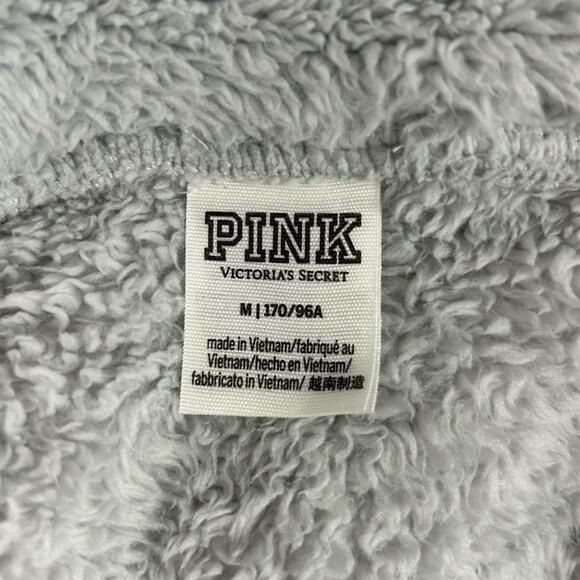 PINK
VICTORIA'S SECRET
M | 170/96A
made in Vietnam/fabriqué au
Vietnam/hecho en Vietnam/
fabbricato in Vietnam/ 越南制造